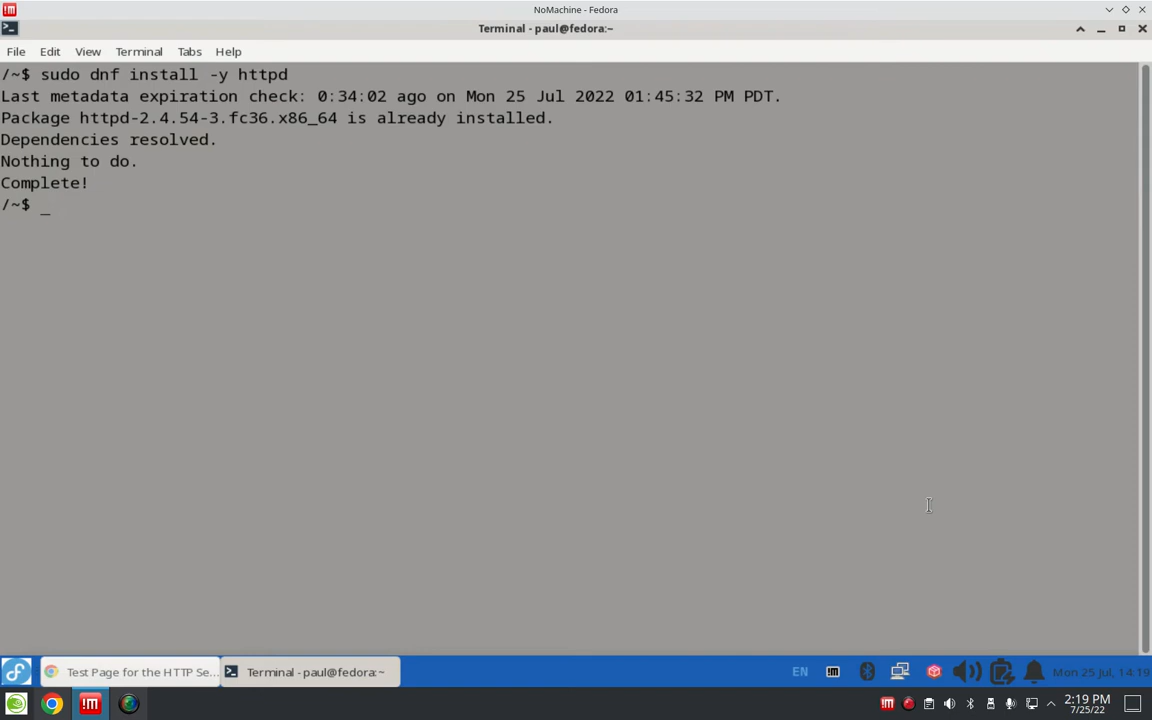 NoMachine - Fedora
Terminal - paul@fedora:~
File Edit View Terminal Tabs Help
/~$ sudo dnf install -y httpd
Last metadata expiration check: 0:34:02 ago on Mon 25 Jul 2022 01:45:32 PM PDT.
Package httpd-2.4.54-3.fc36.x86_64 is already installed.
Dependencies resolved.
Nothing to do.
Complete!
/~$ _
Test Page for the HTTP Se... Terminal - paul@fedora:~ EN !m Mon 25 Jul, 14:19
!m !m 2:19 PM
7/25/22